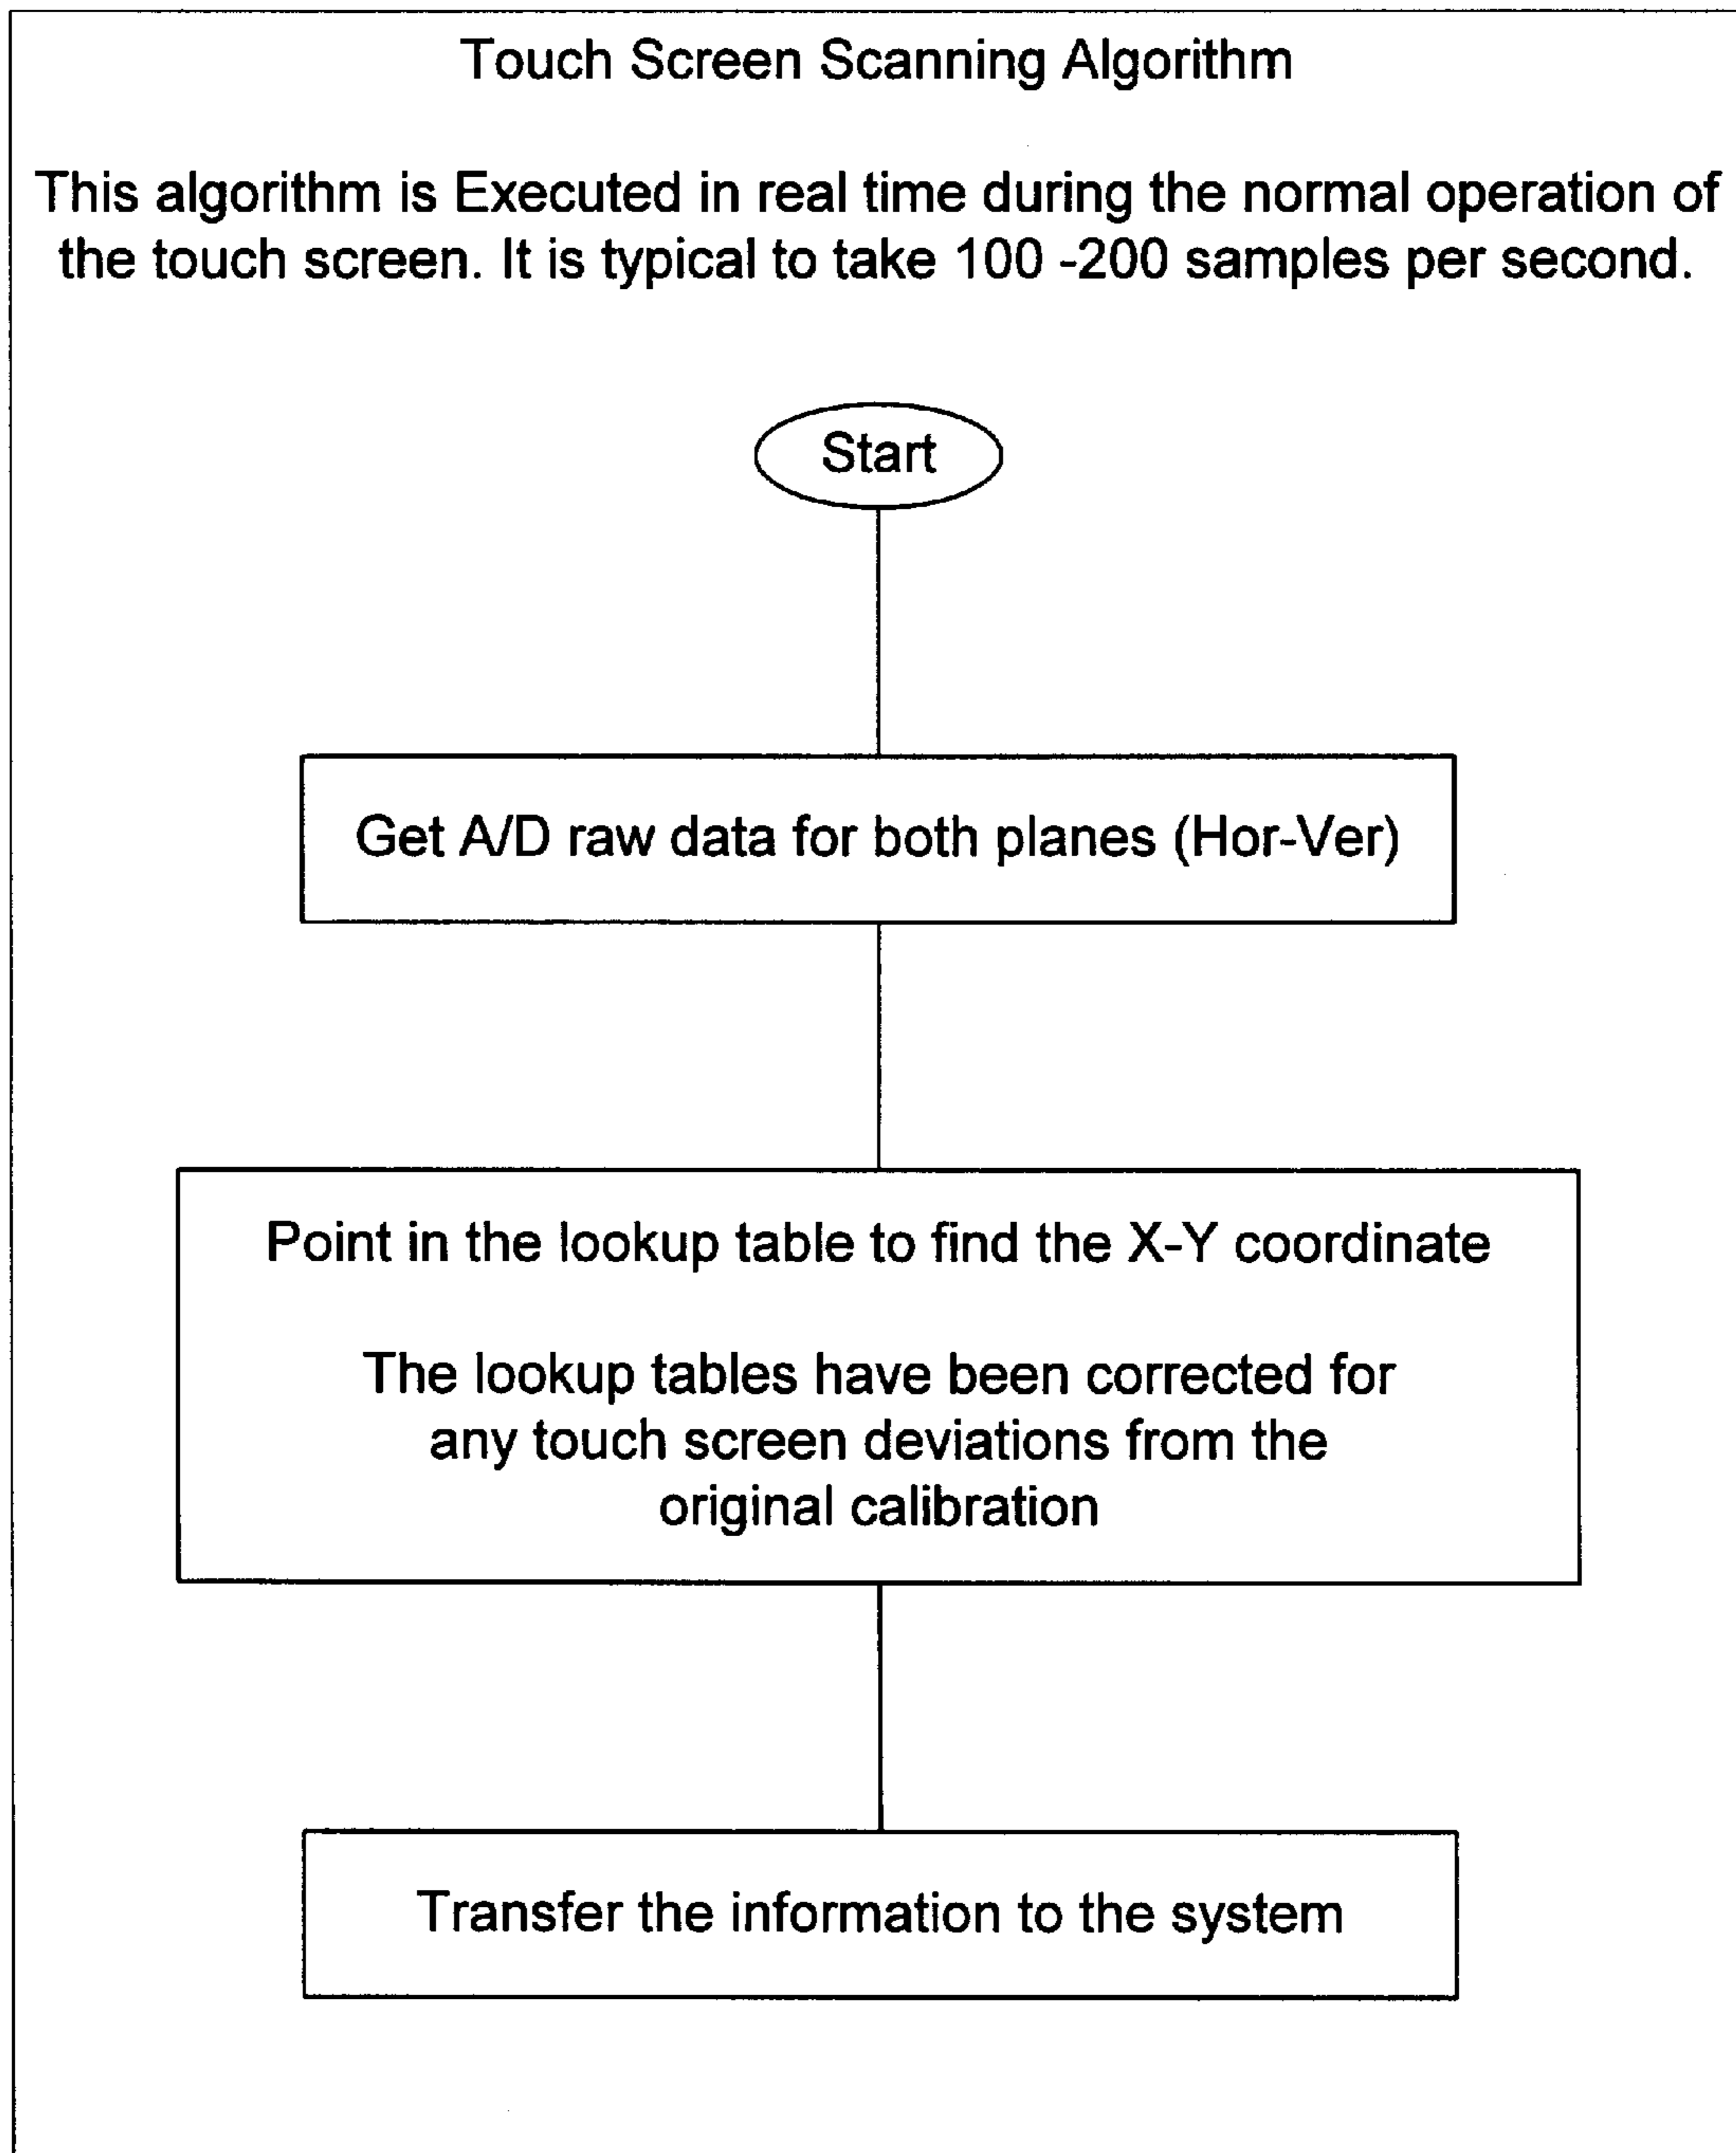 Touch Screen Scanning Algorithm
This algorithm is Executed in real time during the normal operation of
the touch screen. It is typical to take 100 -200 samples per second.
Start
Get A/D raw data for both planes (Hor-Ver)
Point in the lookup table to find the X-Y coordinate
The lookup tables have been corrected for
any touch screen deviations from the
original calibration
Transfer the information to the system